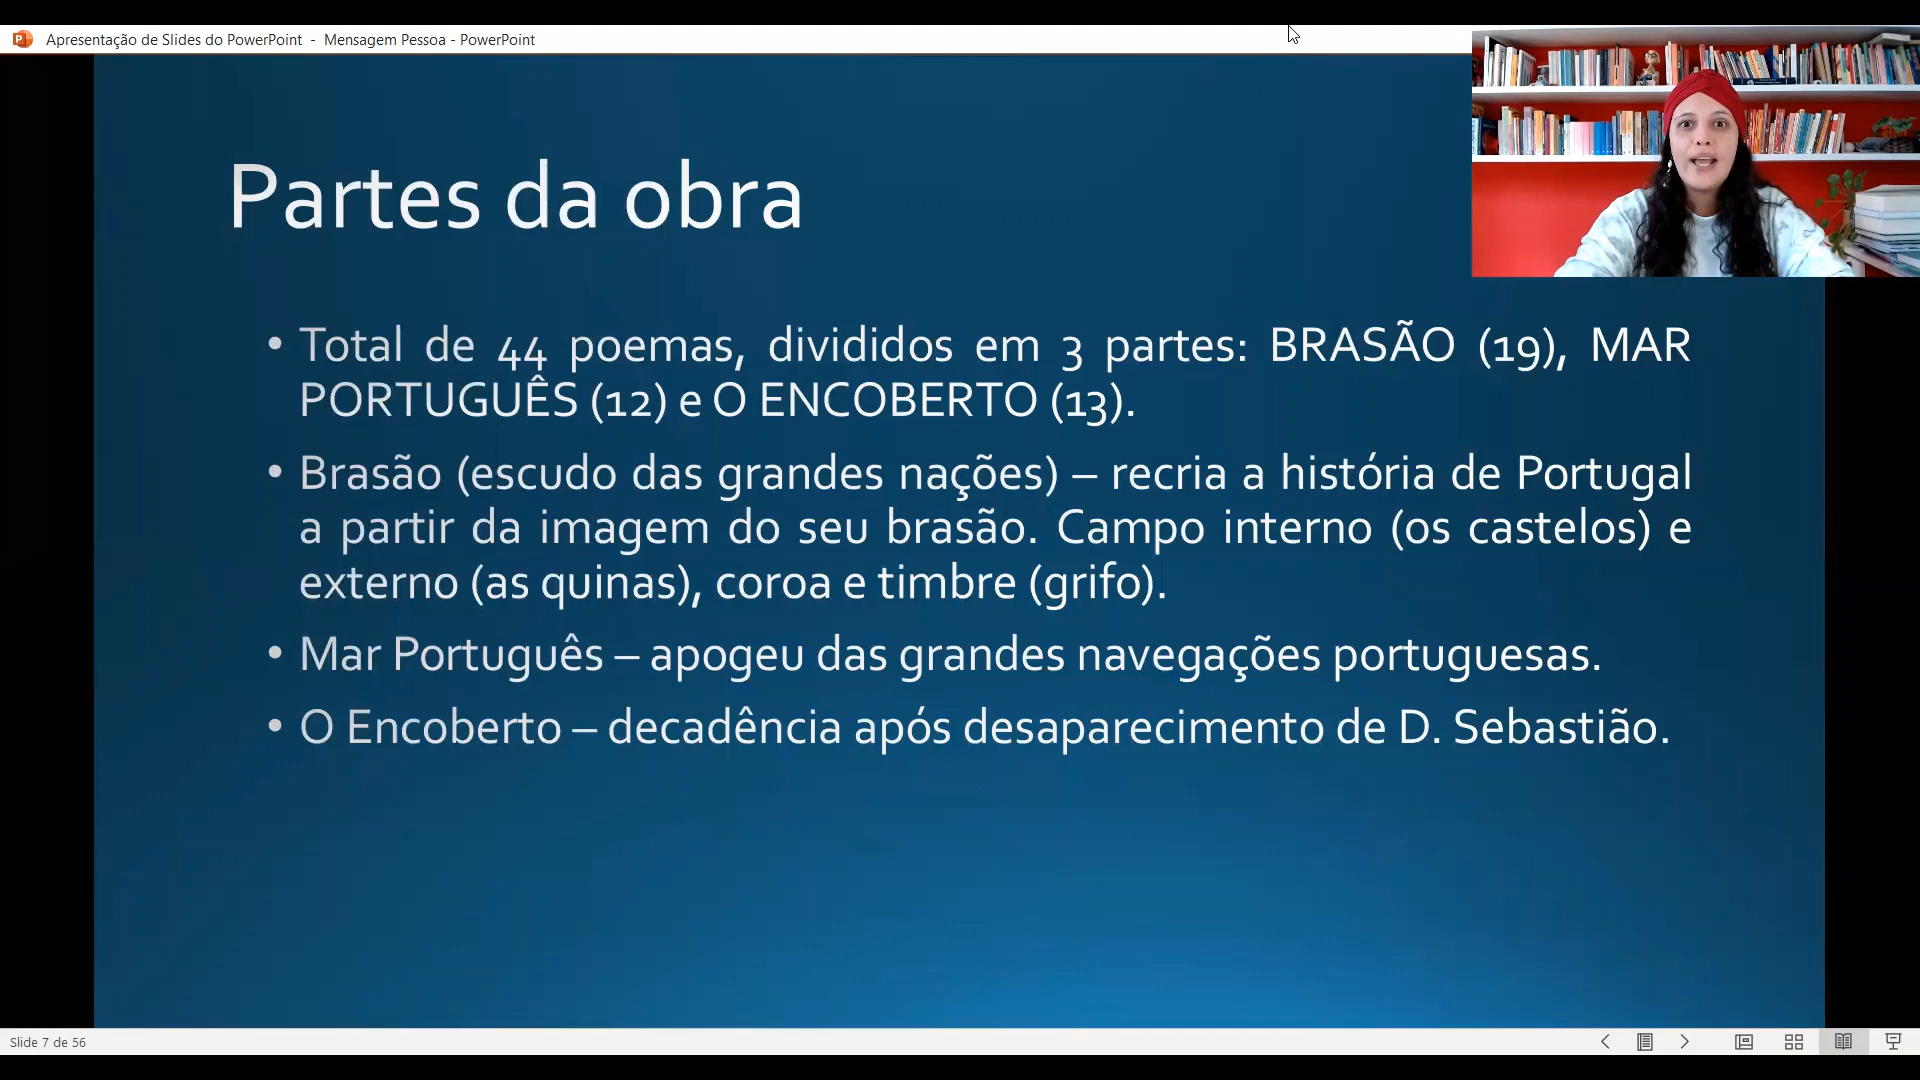 Apresentação de Slides do PowerPoint - Mensagem Pessoa - PowerPoint
Partes da obra
• Total de 44 poemas, divididos em 3 partes: BRASÃO (19), MAR
PORTUGUÊS (12) e O ENCOBERTO (13).
• Brasão (escudo das grandes nações) – recria a história de Portugal
a partir da imagem do seu brasão. Campo interno (os castelos) e
externo (as quinas), coroa e timbre (grifo).
• Mar Português – apogeu das grandes navegações portuguesas.
• O Encoberto – decadência após desaparecimento de D. Sebastião.
Slide 7 de 56